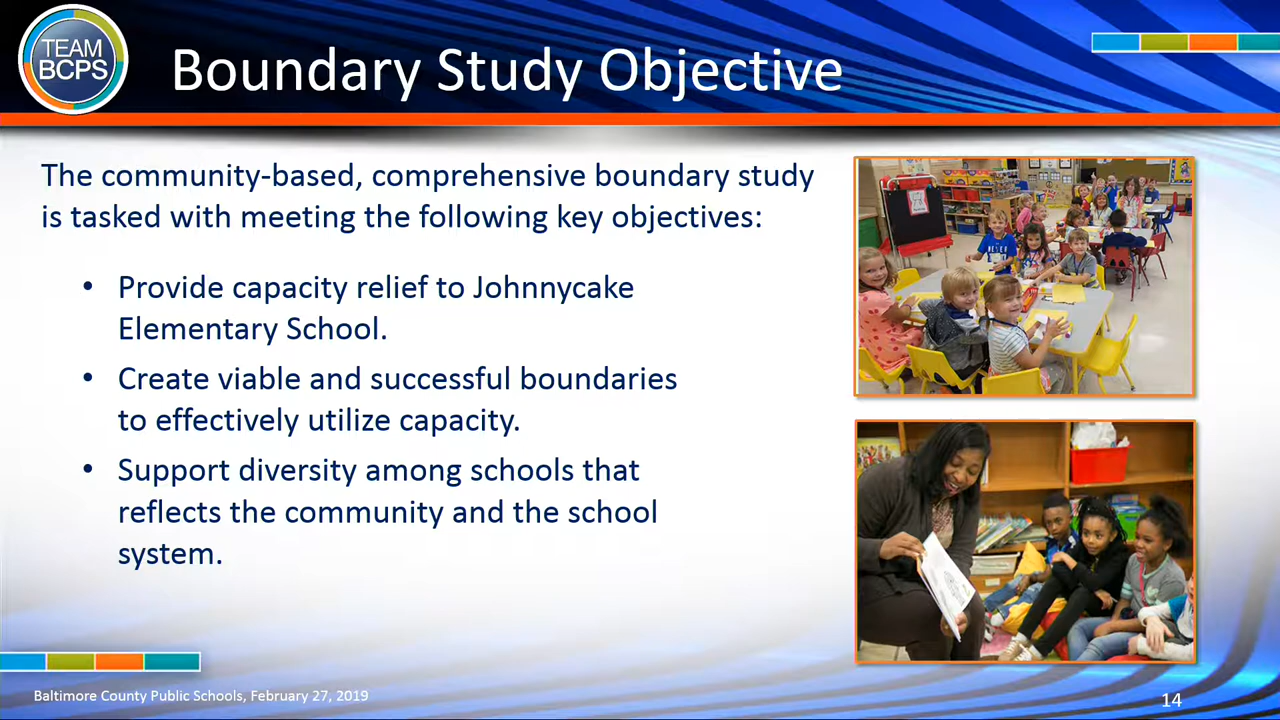 TEAM
BCPS
Boundary Study Objective
The community-based, comprehensive boundary study
is tasked with meeting the following key objectives:
• Provide capacity relief to Johnnycake
Elementary School.
• Create viable and successful boundaries
to effectively utilize capacity.
• Support diversity among schools that
reflects the community and the school
system.
Baltimore County Public Schools, February 27, 2019
14